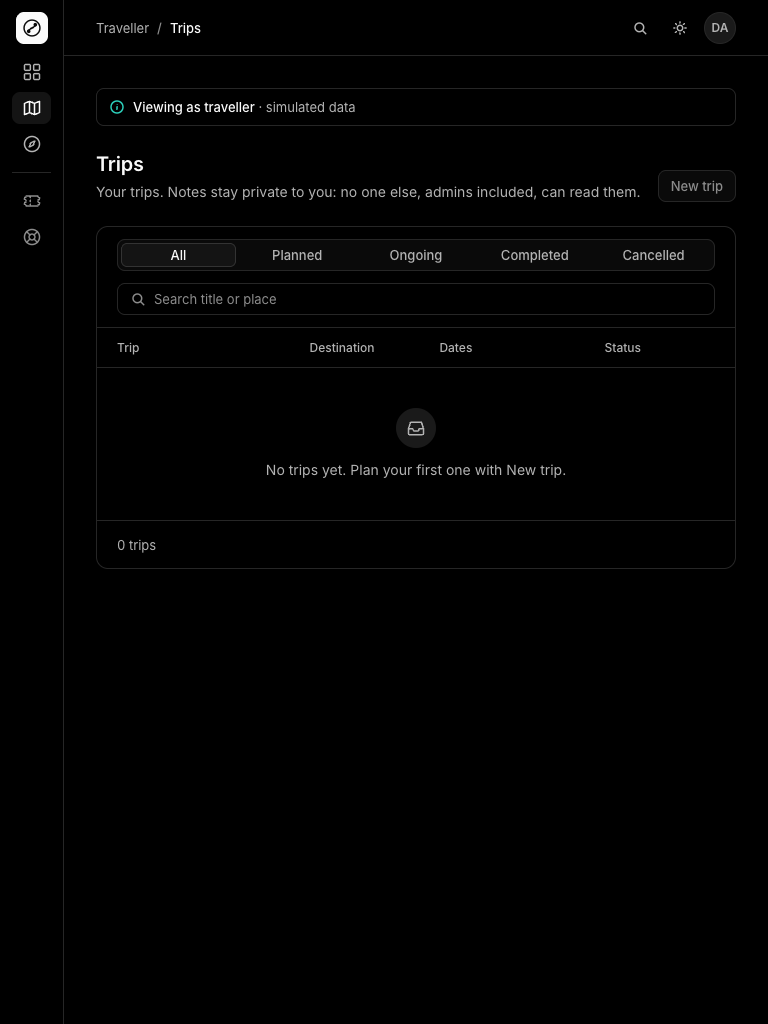 Traveller / Trips
DA
Viewing as traveller · simulated data
Trips
Your trips. Notes stay private to you: no one else, admins included, can read them.
New trip
All Planned Ongoing Completed Cancelled
Search title or place
Trip Destination Dates Status
No trips yet. Plan your first one with New trip.
0 trips